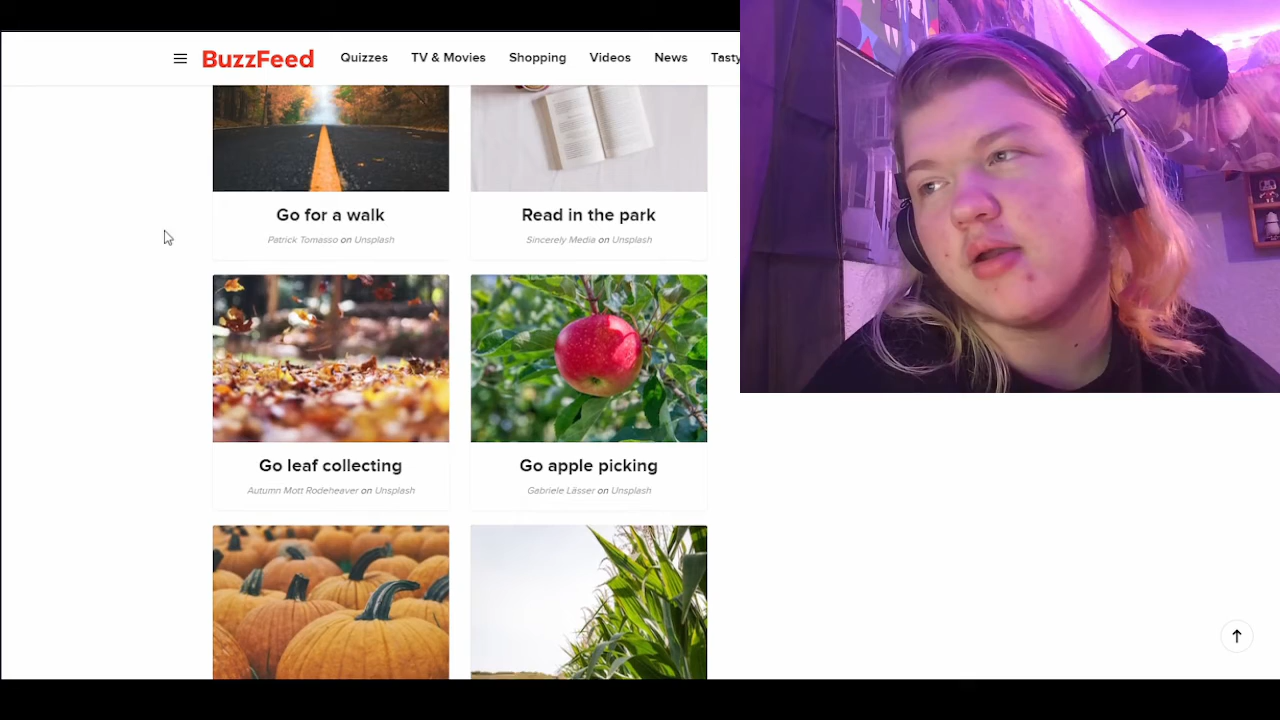 BuzzFeed Quizzes TV & Movies Shopping Videos News Tasty
Go for a walk
Patrick Tomasso on Unsplash
Read in the park
Sincerely Media on Unsplash
Go leaf collecting
Autumn Mott Rodeheaver on Unsplash
Go apple picking
Gabriele Lässer on Unsplash